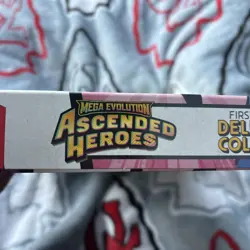 MEGA EVOLUTION
ASCENDED
HEROES
FIRS
DEL
COL